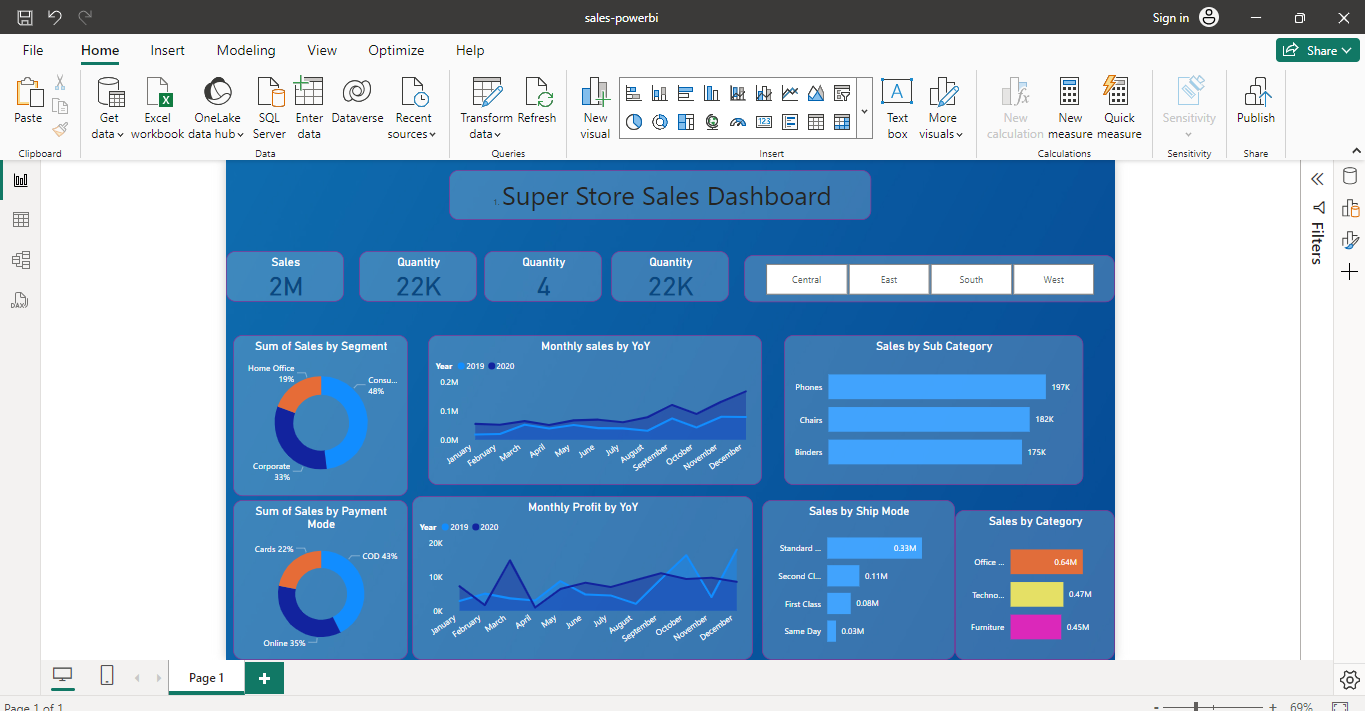 sales-powerbi
Sign in
File Home Insert Modeling View Optimize Help
Share
Paste
Get data
Excel workbook
OneLake data hub
SQL Server
Enter data
Dataverse
Recent sources
Transform data
Refresh
New visual
Text box
More visuals
New calculation
New measure
Quick measure
Sensitivity
Publish
Clipboard
Data
Queries
Insert
Calculations
Sensitivity
Share
DAX
123
A
fx
1. Super Store Sales Dashboard
Sales
2M
Quantity
22K
Quantity
4
Quantity
22K
Central East South West
Filters
Sum of Sales by Segment
Home Office
19%
Consu...
48%
Corporate
33%
Monthly sales by YoY
Year 2019 2020
0.2M
0.1M
0.0M
January February March April May June July August September October November December
Sales by Sub Category
Phones 197K
Chairs 182K
Binders 175K
Sum of Sales by Payment
Mode
Cards 22%
COD 43%
Online 35%
Monthly Profit by YoY
Year 2019 2020
20K
10K
0K
January February March April May June July August September October November December
Sales by Ship Mode
Standard ... 0.33M
Second Cl... 0.11M
First Class 0.08M
Same Day 0.03M
Sales by Category
Office ... 0.64M
Techno... 0.47M
Furniture 0.45M
Page 1
Page 1 of 1
- + 69%